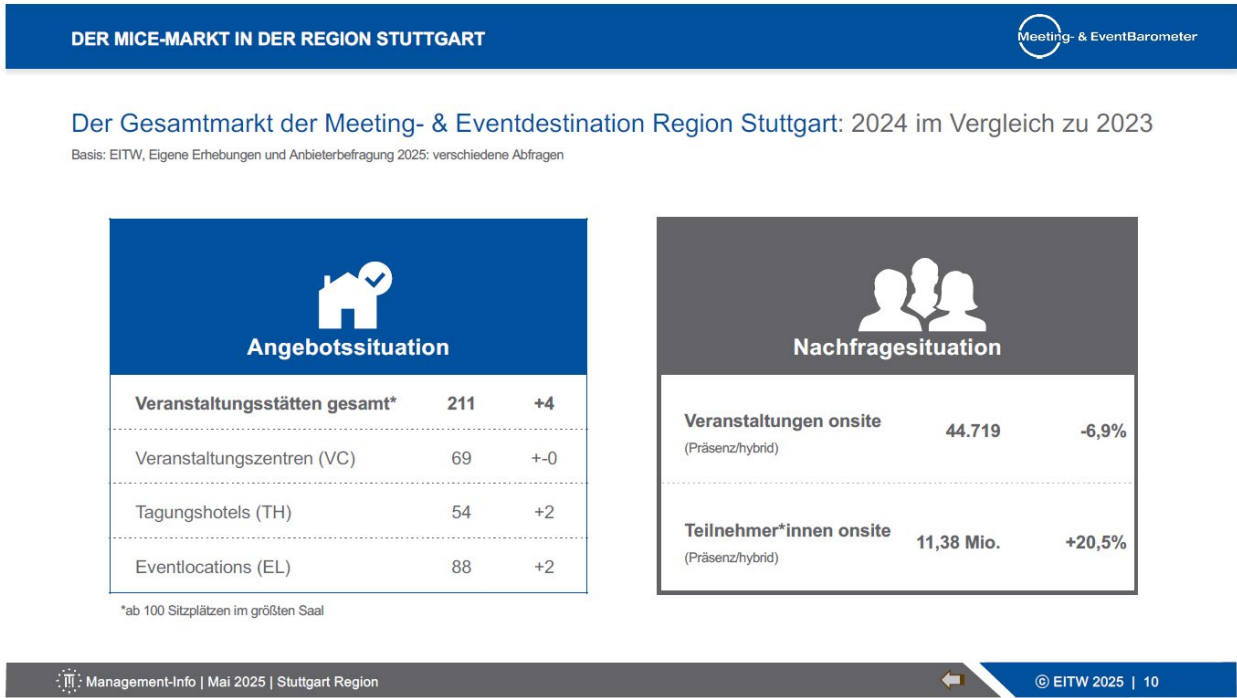 DER MICE-MARKT IN DER REGION STUTTGART
Meeting- & EventBarometer
Der Gesamtmarkt der Meeting- & Eventdestination Region Stuttgart: 2024 im Vergleich zu 2023
Basis: EITW, Eigene Erhebungen und Anbieterbefragung 2025: verschiedene Abfragen
Angebotssituation
Veranstaltungsstätten gesamt* 211 +4
Veranstaltungszentren (VC) 69 +-0
Tagungshotels (TH) 54 +2
Eventlocations (EL) 88 +2
*ab 100 Sitzplätzen im größten Saal
Nachfragesituation
Veranstaltungen onsite 44.719 -6,9%
(Präsenz/hybrid)
Teilnehmer*innen onsite 11,38 Mio. +20,5%
(Präsenz/hybrid)
Management-Info | Mai 2025 | Stuttgart Region
© EITW 2025 | 10